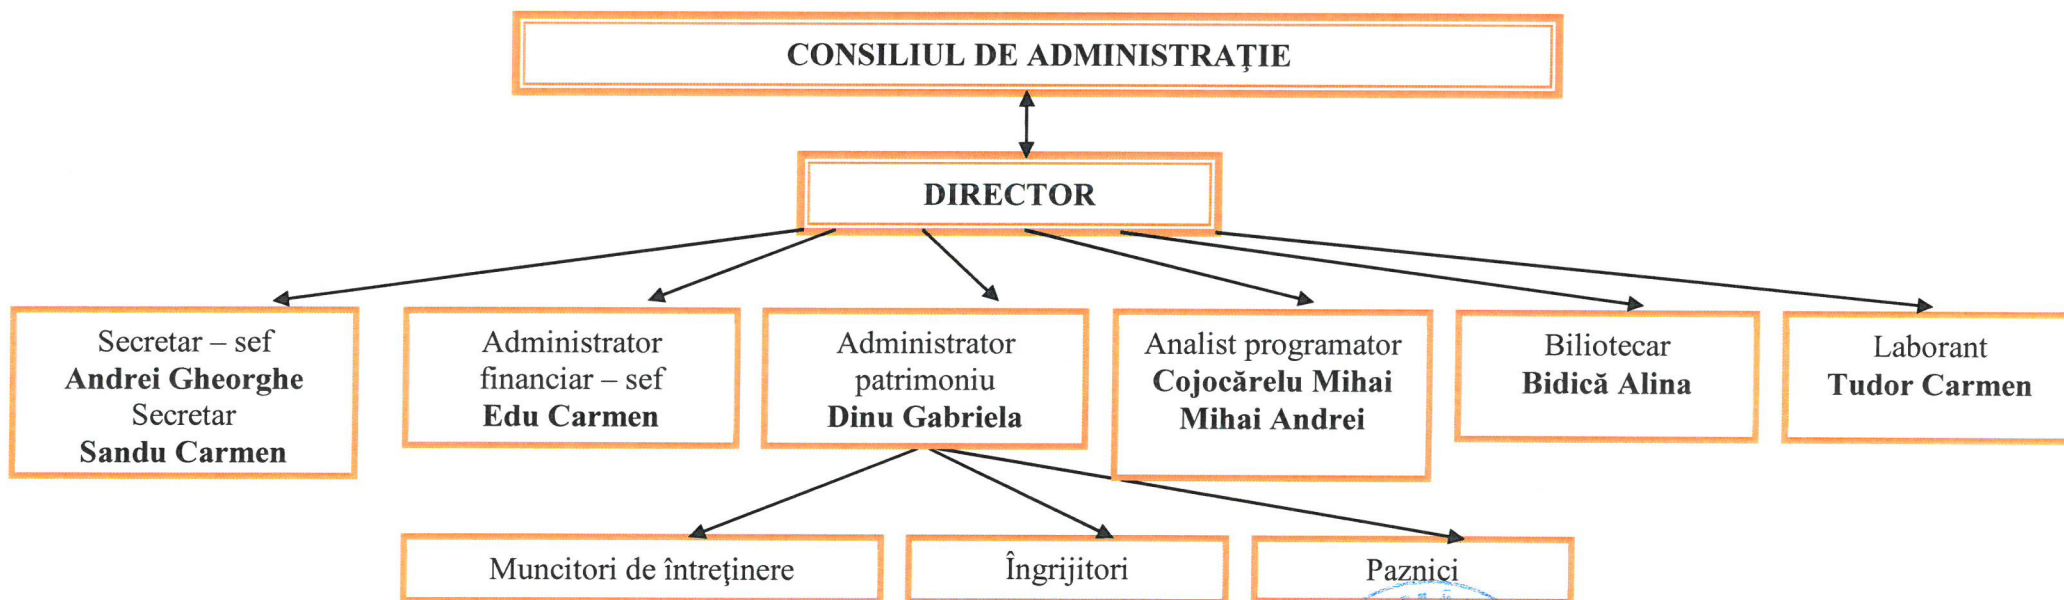 CONSILIUL DE ADMINISTRAŢIE
DIRECTOR
Secretar – sef
Andrei Gheorghe
Secretar
Sandu Carmen
Administrator
financiar – sef
Edu Carmen
Administrator
patrimoniu
Dinu Gabriela
Analist programator
Cojocărelu Mihai
Mihai Andrei
Biliotecar
Bidică Alina
Laborant
Tudor Carmen
Muncitori de întreţinere
Îngrijitori
Paznici